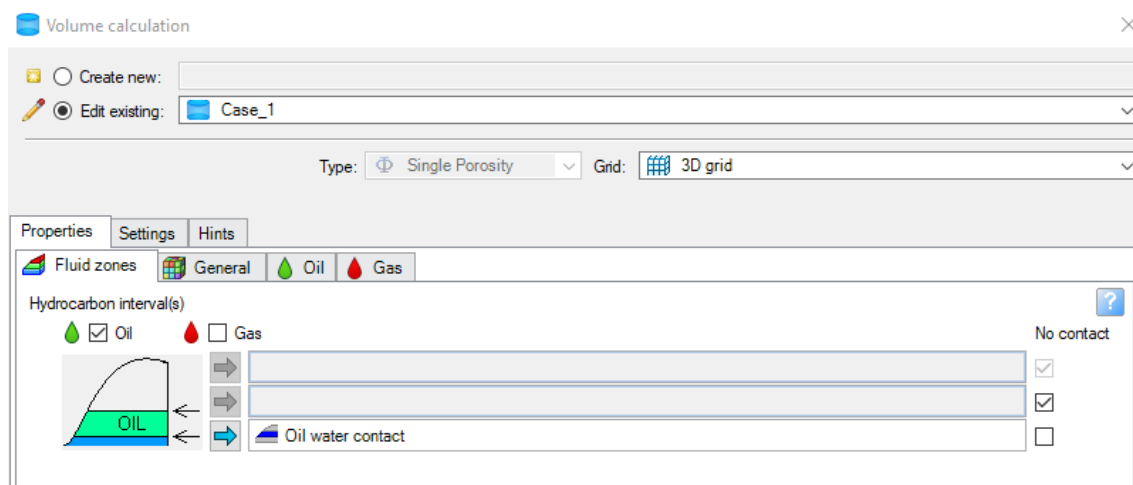 Volume calculation
Create new:
Edit existing: Case_1
Type: Φ Single Porosity Grid: 3D grid
Properties Settings Hints
Fluid zones General Oil Gas
Hydrocarbon interval(s) ?
Oil Gas No contact
OIL
Oil water contact